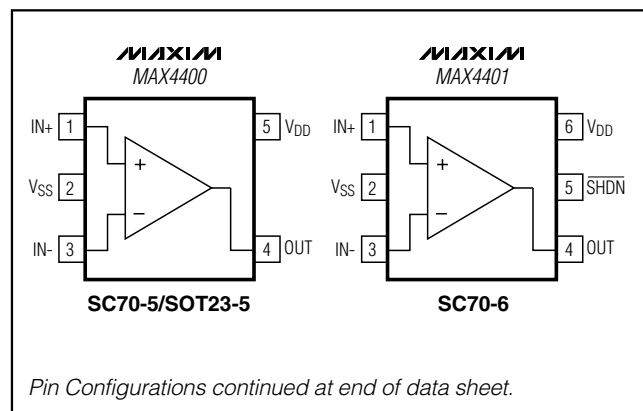 MAXIM
MAX4400
IN+ 1
5 VDD
VSS 2
IN- 3
4 OUT
+
−
SC70-5/SOT23-5
MAXIM
MAX4401
IN+ 1
6 VDD
VSS 2
5 SHDN
IN- 3
4 OUT
+
−
SC70-6
Pin Configurations continued at end of data sheet.